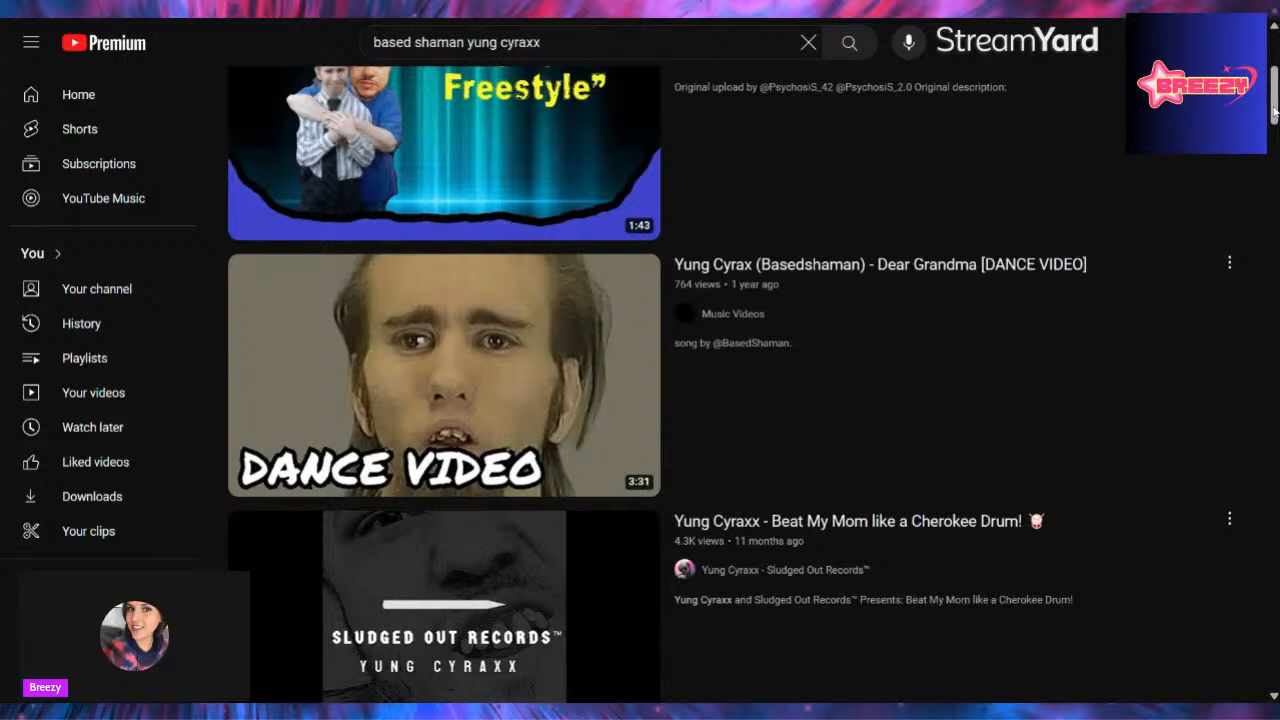 Premium
based shaman yung cyraxx
StreamYard
BREEZY
Home
Shorts
Subscriptions
YouTube Music
You
Your channel
History
Playlists
Your videos
Watch later
Liked videos
Downloads
Your clips
Freestyle”
1:43
Original upload by @PsychosiS_42 @PsychosiS_2.0 Original description:
DANCE VIDEO
3:31
Yung Cyrax (Basedshaman) - Dear Grandma [DANCE VIDEO]
764 views • 1 year ago
Music Videos
song by @BasedShaman.
SLUDGED OUT RECORDS™
YUNG CYRAXX
Yung Cyraxx - Beat My Mom like a Cherokee Drum!
4.3K views • 11 months ago
Yung Cyraxx - Sludged Out Records™
Yung Cyraxx and Sludged Out Records™ Presents: Beat My Mom like a Cherokee Drum!
Breezy